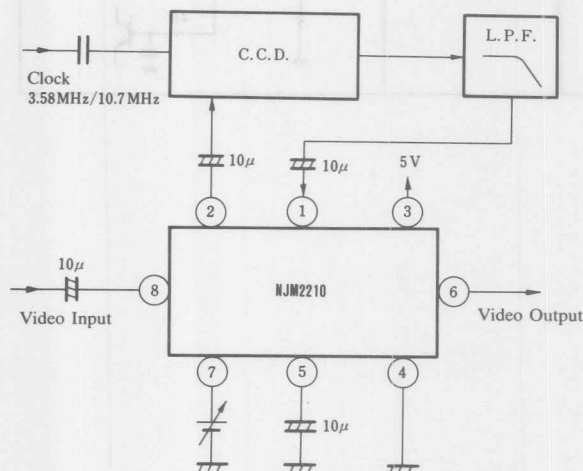 C.C.D.
L.P.F.
Clock
3.58MHz/10.7MHz
10μ
10μ
5V
2
1
3
10μ
8
NJM2210
6
Video Input
Video Output
7
5
4
10μ